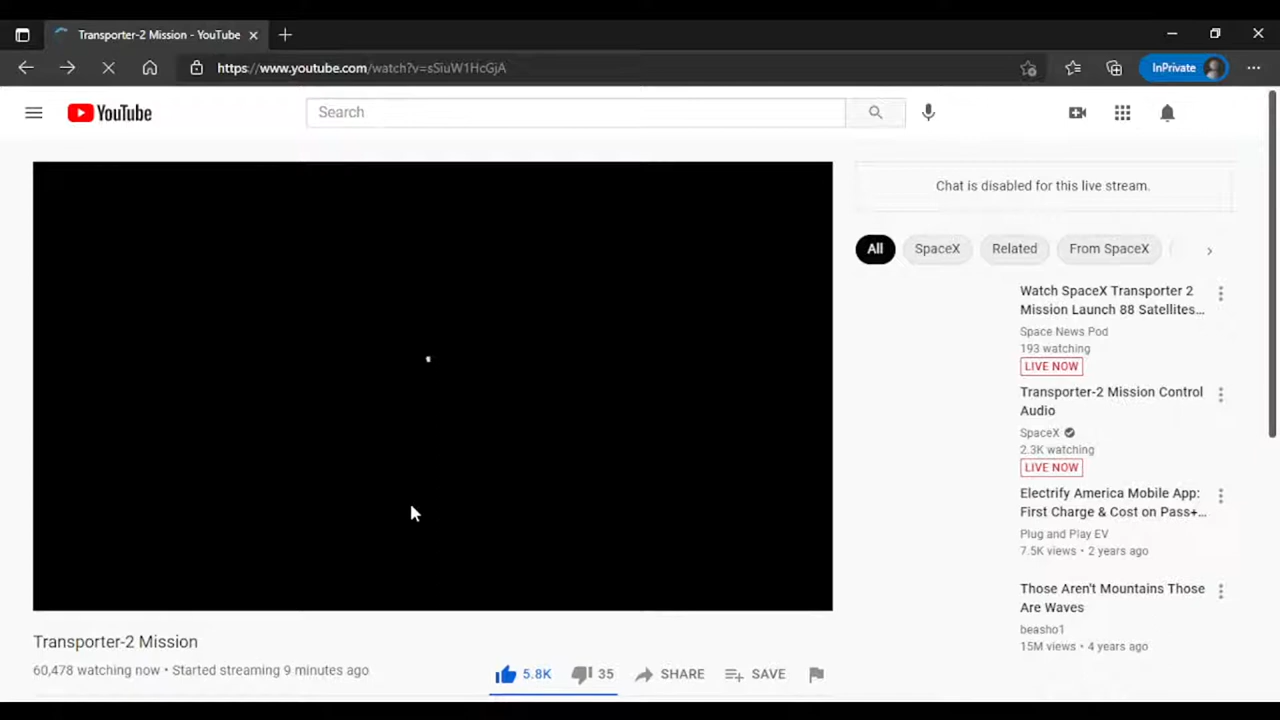 Transporter-2 Mission - YouTube
https://www.youtube.com/watch?v=sSiuW1HcGjA
InPrivate
YouTube
Search
Chat is disabled for this live stream.
All
SpaceX
Related
From SpaceX
Watch SpaceX Transporter 2
Mission Launch 88 Satellites...
Space News Pod
193 watching
LIVE NOW
Transporter-2 Mission Control
Audio
SpaceX
2.3K watching
LIVE NOW
Electrify America Mobile App:
First Charge & Cost on Pass+...
Plug and Play EV
7.5K views • 2 years ago
Those Aren't Mountains Those
Are Waves
beasho1
15M views • 4 years ago
Transporter-2 Mission
60,478 watching now • Started streaming 9 minutes ago
5.8K
35
SHARE
SAVE